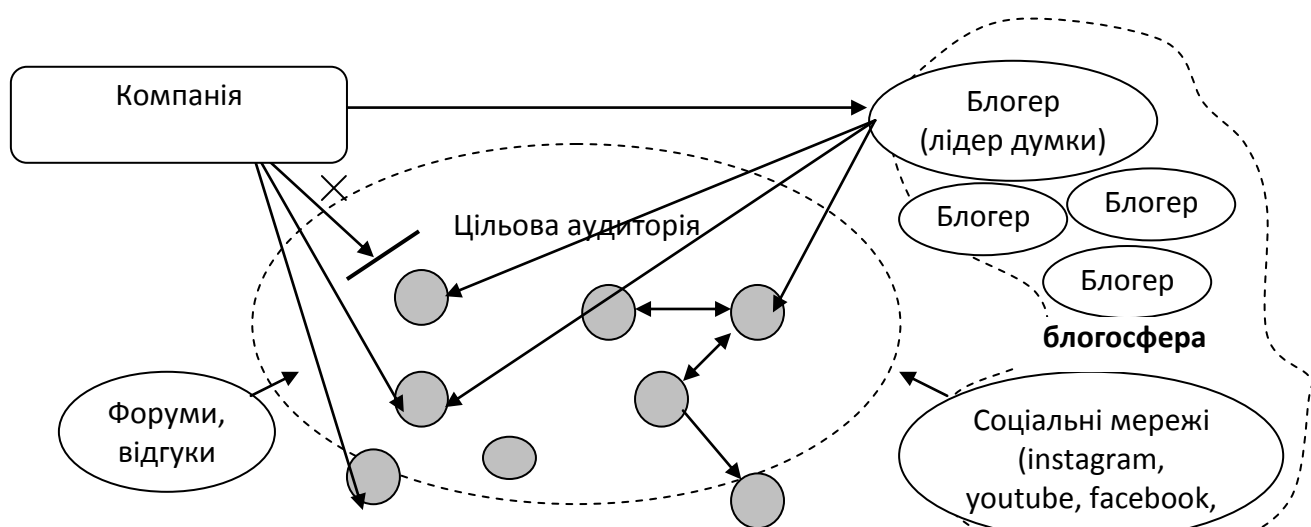 Компанія
Блогер
(лідер думки)
Блогер
Блогер
Цільова аудиторія
Блогер
блогосфера
Форуми,
відгуки
Соціальні мережі
(instagram,
youtube, facebook,